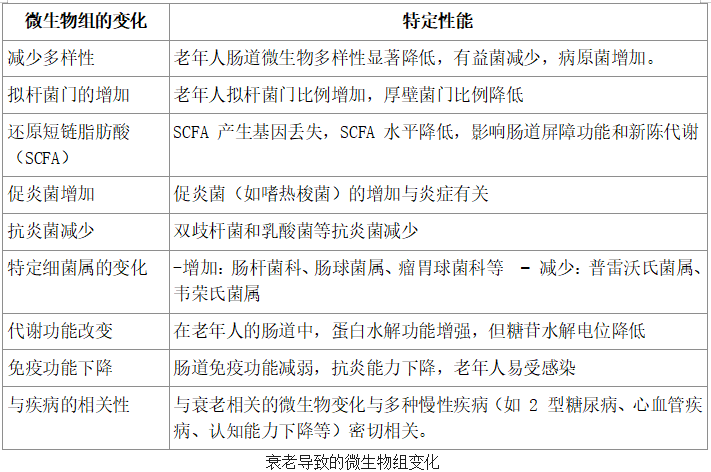 微生物组的变化 特定性能
减少多样性 老年人肠道微生物多样性显著降低，有益菌减少，病原菌增加。
拟杆菌门的增加 老年人拟杆菌门比例增加，厚壁菌门比例降低
还原短链脂肪酸 SCFA 产生基因丢失，SCFA 水平降低，影响肠道屏障功能和新陈代谢
（SCFA）
促炎菌增加 促炎菌（如嗜热梭菌）的增加与炎症有关
抗炎菌减少 双歧杆菌和乳酸菌等抗炎菌减少
特定细菌属的变化 -增加：肠杆菌科、肠球菌属、瘤胃球菌科等 - 减少：普雷沃氏菌属、
韦荣氏菌属
代谢功能改变 在老年人的肠道中，蛋白水解功能增强，但糖苷水解电位降低
免疫功能下降 肠道免疫功能减弱，抗炎能力下降，老年人易受感染
与疾病的相关性 与衰老相关的微生物变化与多种慢性疾病（如 2 型糖尿病、心血管疾
病、认知能力下降等）密切相关。
衰老导致的微生物组变化